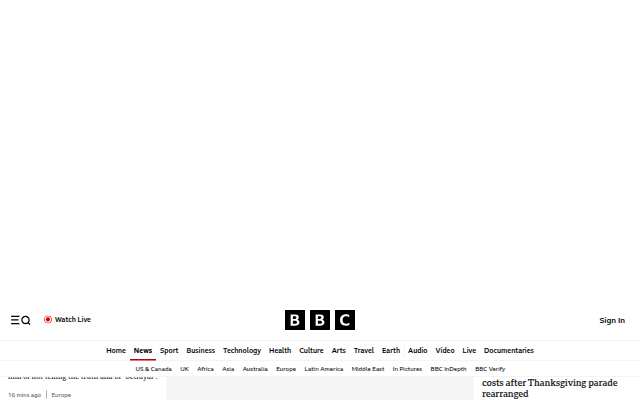 Watch Live
BBC
Sign In
Home News Sport Business Technology Health Culture Arts Travel Earth Audio Video Live Documentaries
US & Canada UK Africa Asia Australia Europe Latin America Middle East In Pictures BBC InDepth BBC Verify
16 mins ago Europe
costs after Thanksgiving parade
rearranged